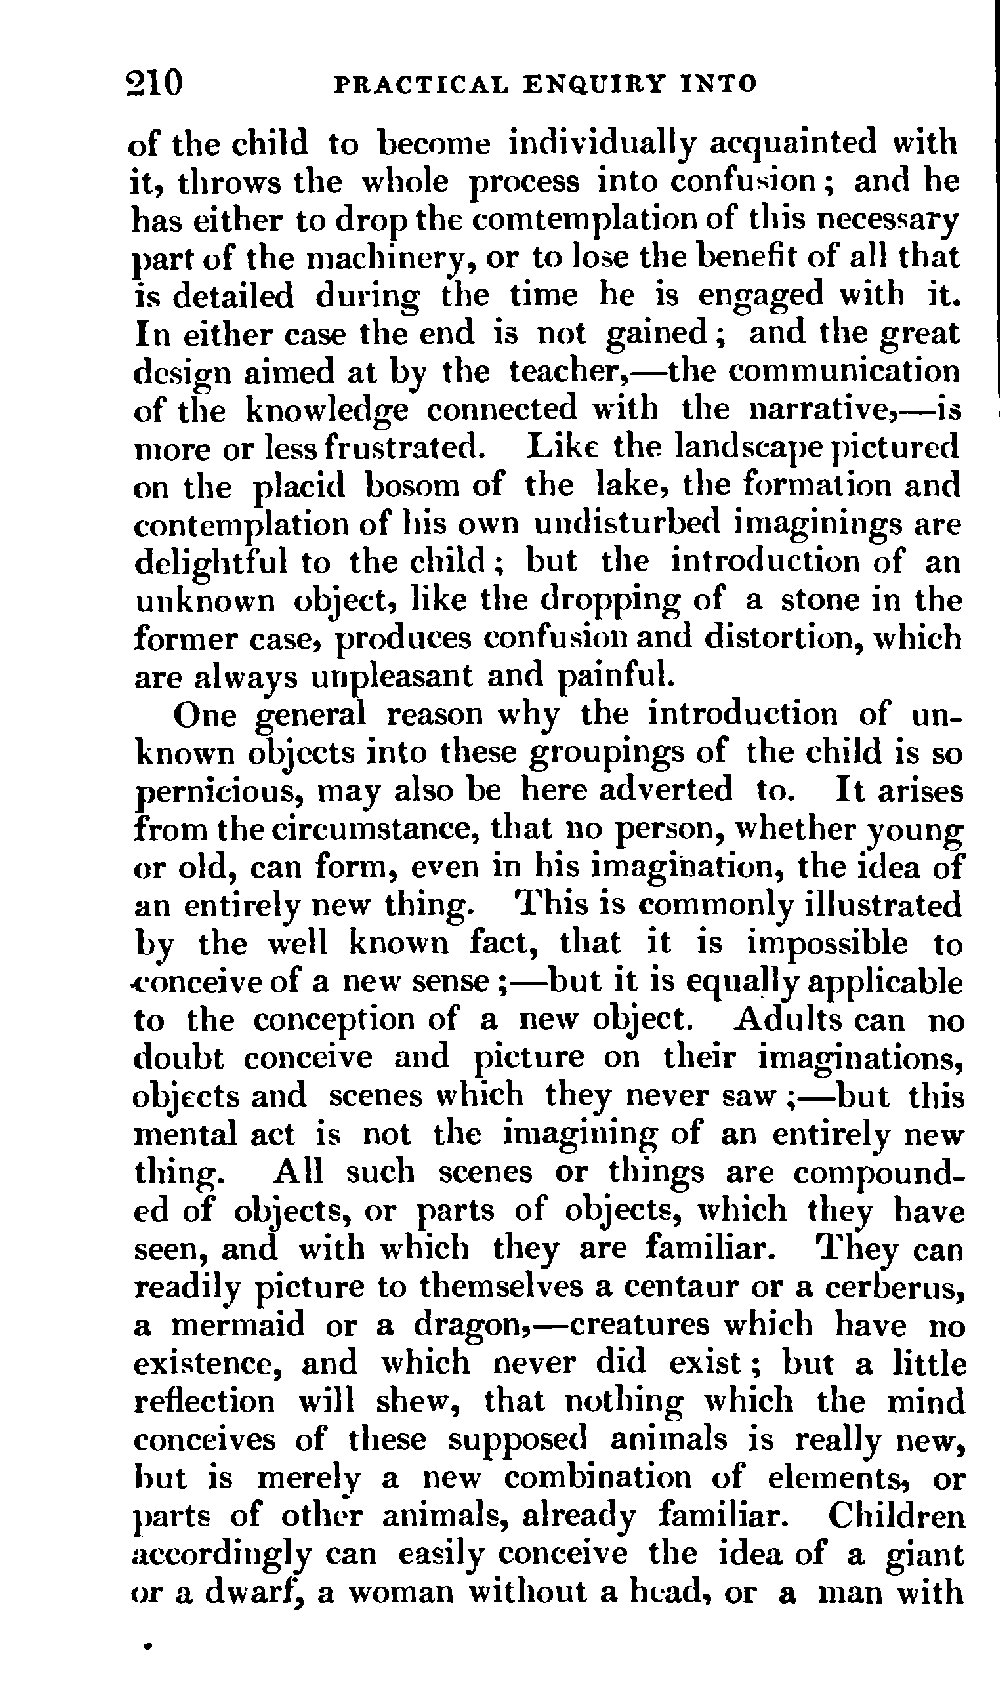 210 PRACTICAL ENQUIRY INTO
of the child to become individually acquainted with
it, throws the whole process into confusion; and he
has either to drop the comtemplation of this necessary
part of the machinery, or to lose the benefit of all that
is detailed during the time he is engaged with it.
In either case the end is not gained; and the great
design aimed at by the teacher,—the communication
of the knowledge connected with the narrative,—is
more or less frustrated. Like the landscape pictured
on the placid bosom of the lake, the formation and
contemplation of his own undisturbed imaginings are
delightful to the child; but the introduction of an
unknown object, like the dropping of a stone in the
former case, produces confusion and distortion, which
are always unpleasant and painful.
One general reason why the introduction of un-
known objects into these groupings of the child is so
pernicious, may also be here adverted to. It arises
from the circumstance, that no person, whether young
or old, can form, even in his imagination, the idea of
an entirely new thing. This is commonly illustrated
by the well known fact, that it is impossible to
conceive of a new sense;—but it is equally applicable
to the conception of a new object. Adults can no
doubt conceive and picture on their imaginations,
objects and scenes which they never saw;—but this
mental act is not the imagining of an entirely new
thing. All such scenes or things are compound-
ed of objects, or parts of objects, which they have
seen, and with which they are familiar. They can
readily picture to themselves a centaur or a cerberus,
a mermaid or a dragon,—creatures which have no
existence, and which never did exist; but a little
reflection will shew, that nothing which the mind
conceives of these supposed animals is really new,
but is merely a new combination of elements, or
parts of other animals, already familiar. Children
accordingly can easily conceive the idea of a giant
or a dwarf, a woman without a head, or a man with